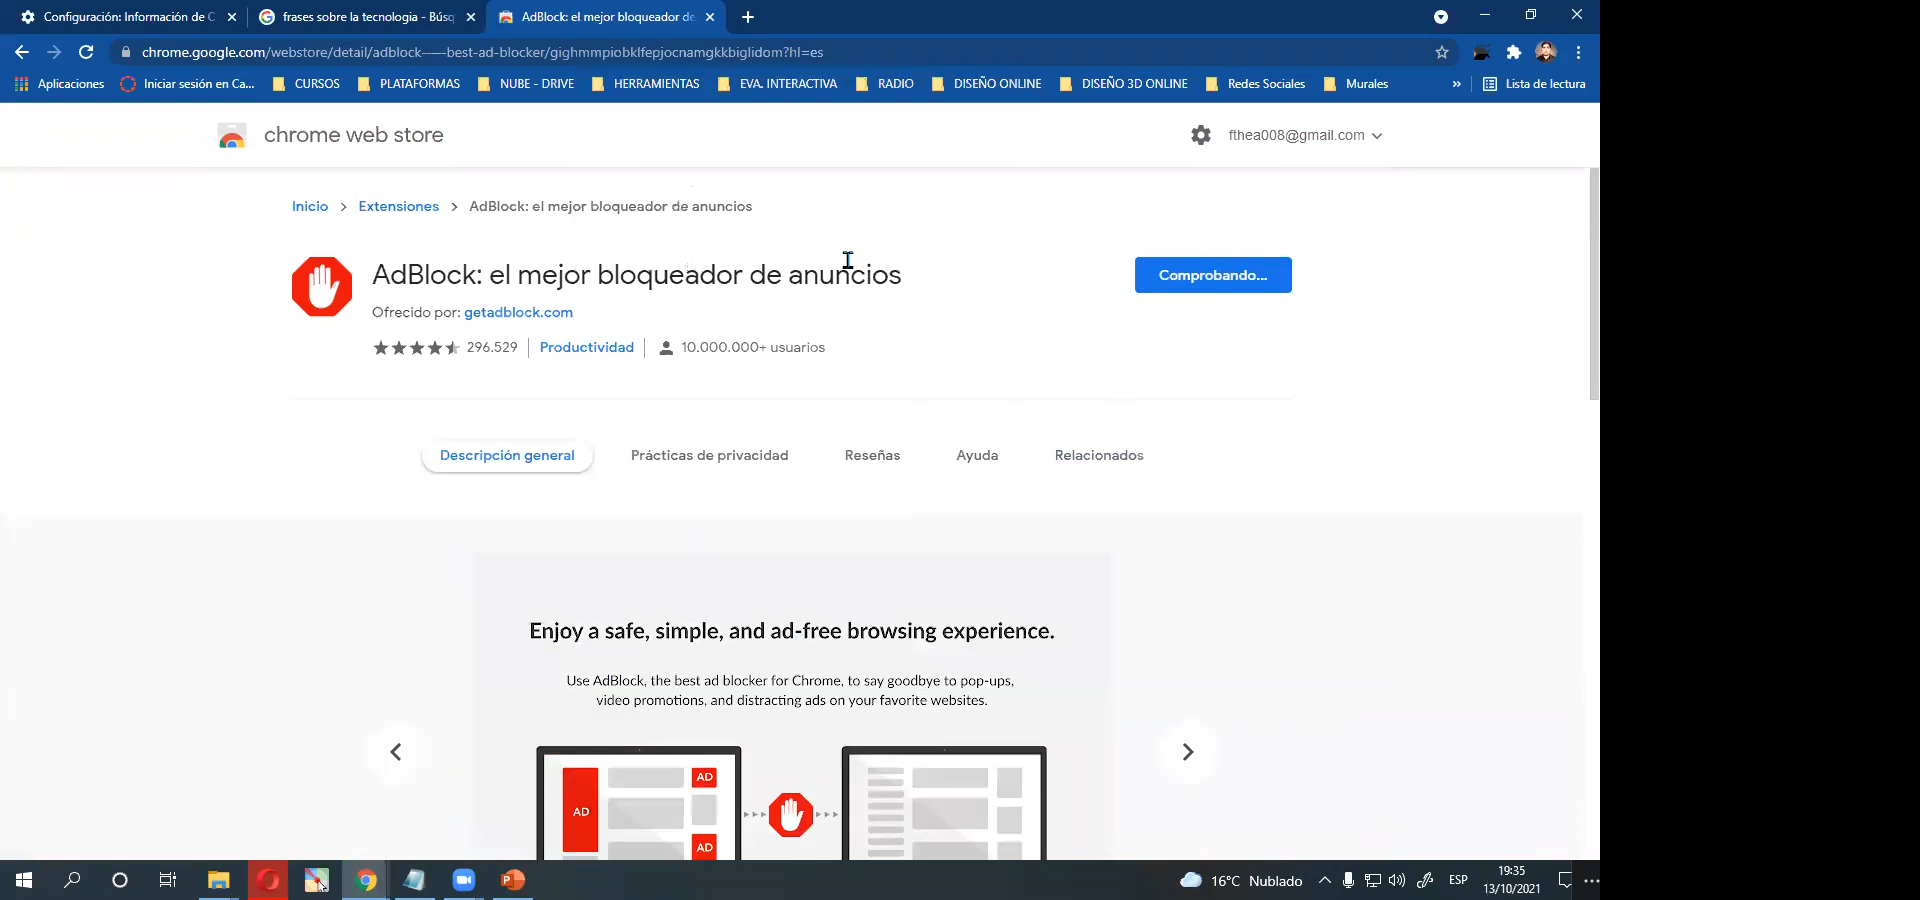 Configuración: Información de C
frases sobre la tecnologia - Búsq
AdBlock: el mejor bloqueador de
chrome.google.com/webstore/detail/adblock-—-best-ad-blocker/gighmmpiobklfepjocnamgkkbiglidom?hl=es
Aplicaciones
Iniciar sesión en Ca...
CURSOS
PLATAFORMAS
NUBE - DRIVE
HERRAMIENTAS
EVA. INTERACTIVA
RADIO
DISEÑO ONLINE
DISEÑO 3D ONLINE
Redes Sociales
Murales
»
Lista de lectura
chrome web store
fthea008@gmail.com
Inicio > Extensiones > AdBlock: el mejor bloqueador de anuncios
AdBlock: el mejor bloqueador de anuncios
Comprobando...
Ofrecido por: getadblock.com
296.529 | Productividad | 10.000.000+ usuarios
Descripción general
Prácticas de privacidad
Reseñas
Ayuda
Relacionados
Enjoy a safe, simple, and ad-free browsing experience.
Use AdBlock, the best ad blocker for Chrome, to say goodbye to pop-ups,
video promotions, and distracting ads on your favorite websites.
AD
AD
AD
16°C Nublado
ESP
19:35
13/10/2021